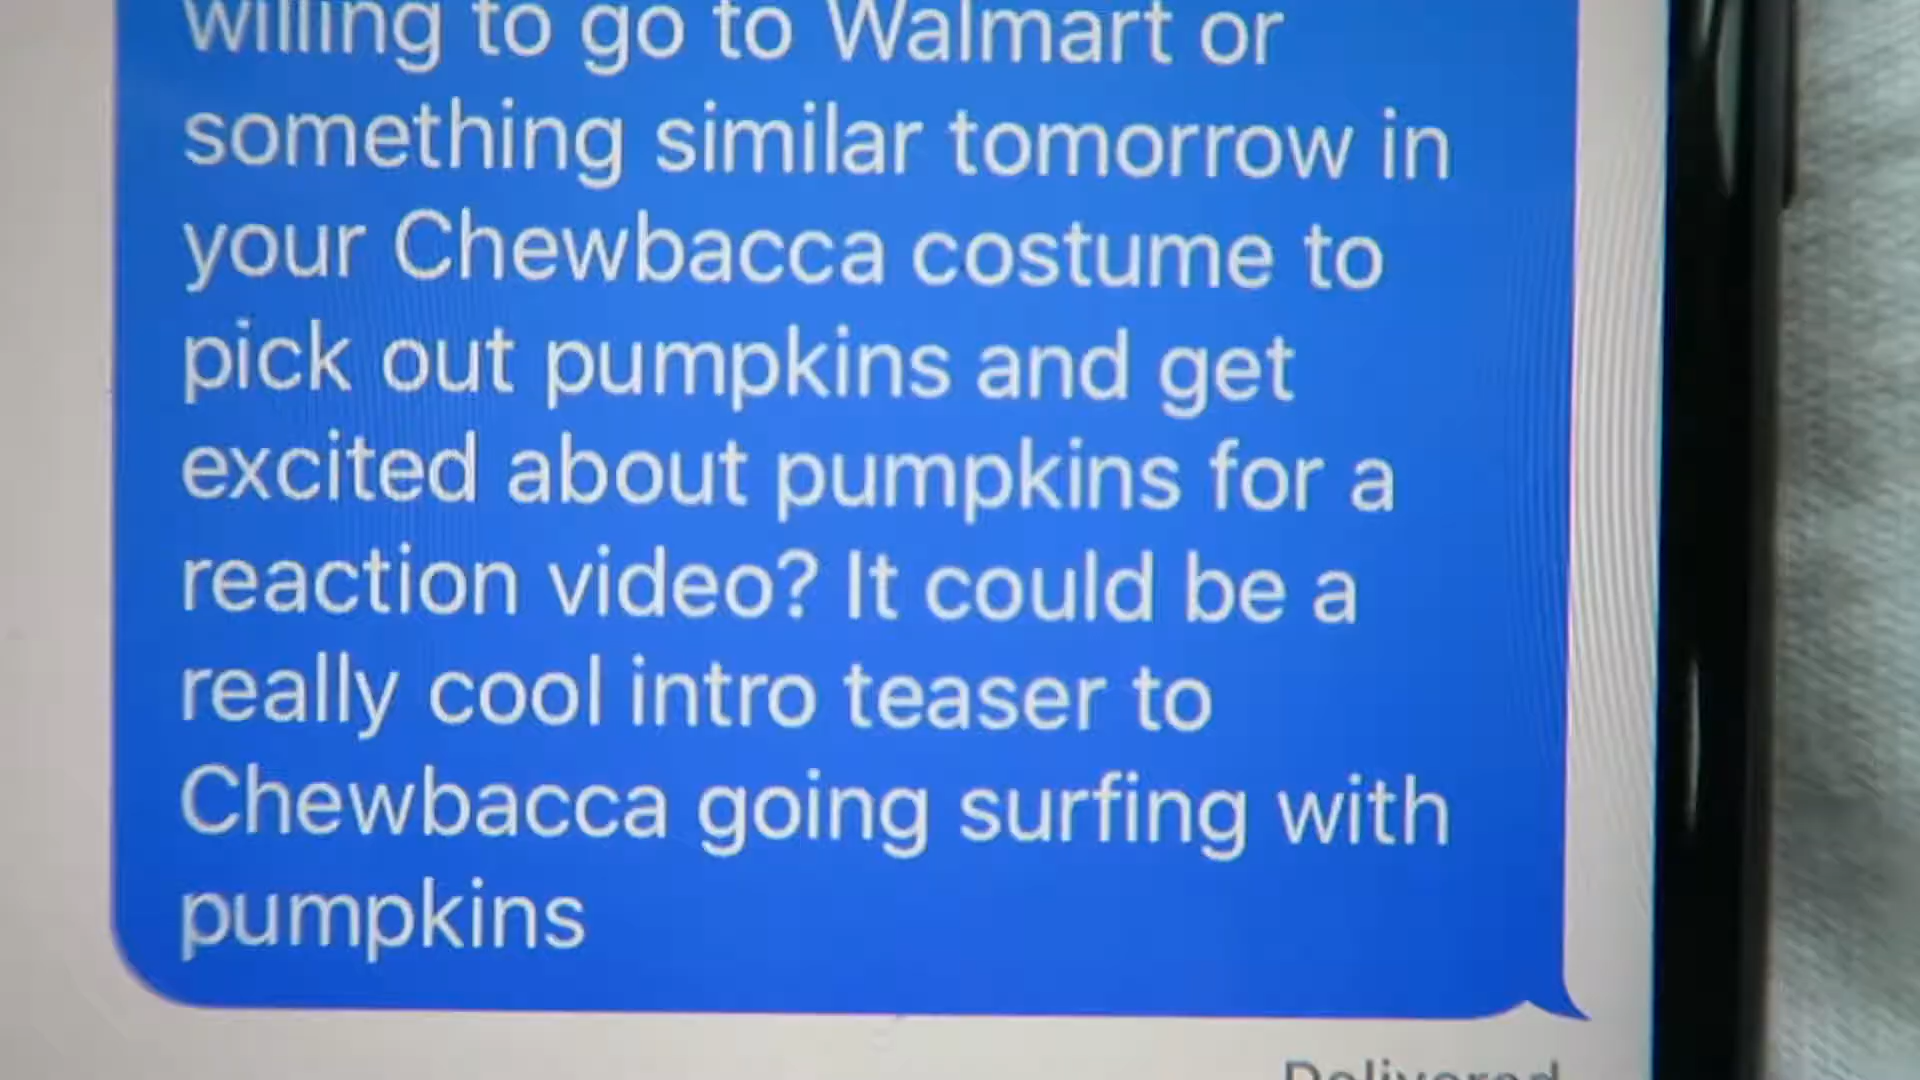 willing to go to Walmart or
something similar tomorrow in
your Chewbacca costume to
pick out pumpkins and get
excited about pumpkins for a
reaction video? It could be a
really cool intro teaser to
Chewbacca going surfing with
pumpkins
Delivered